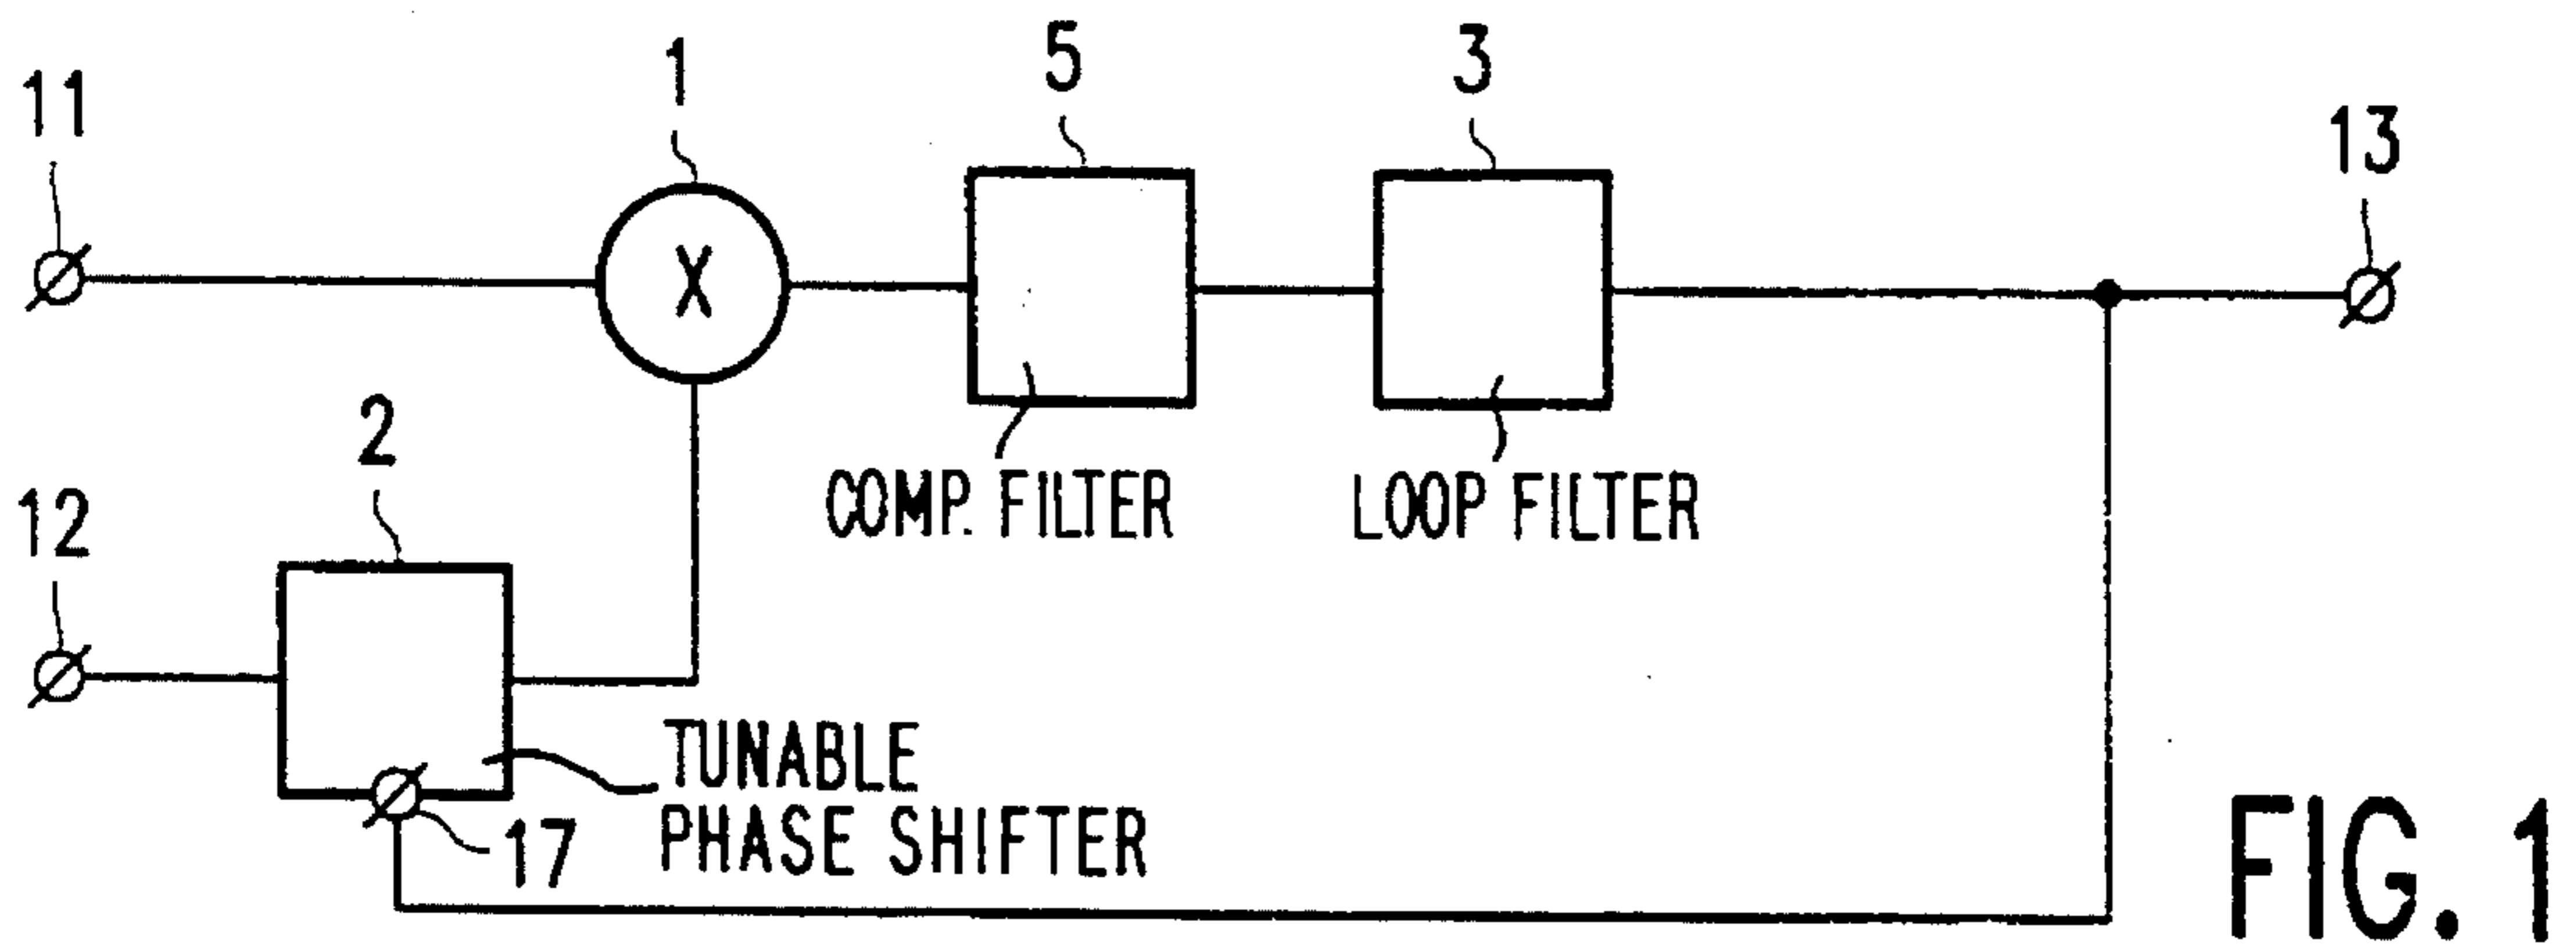 11
1
X
5
3
13
12
2
COMP. FILTER
LOOP FILTER
TUNABLE
PHASE SHIFTER
17
FIG. 1